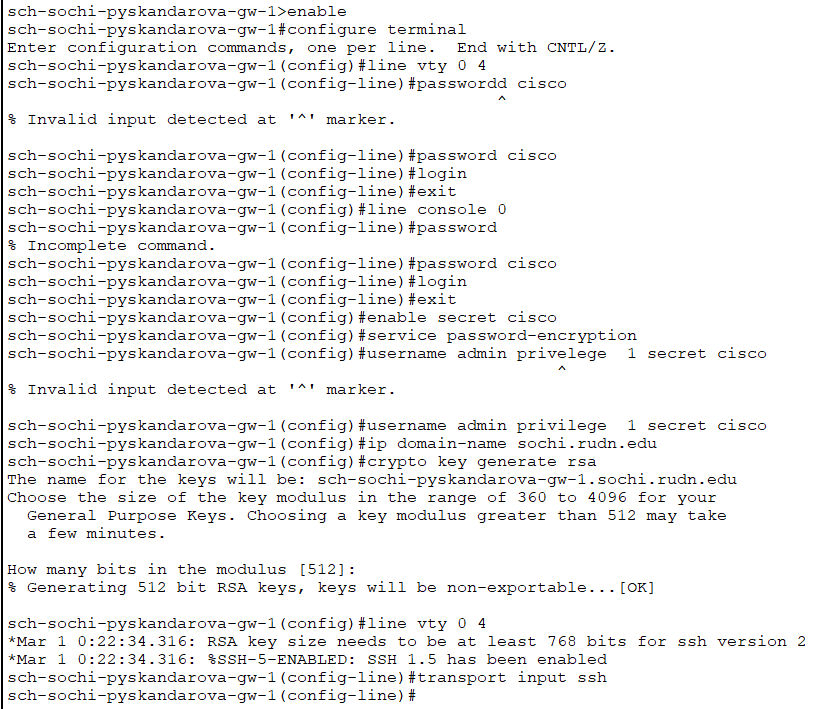 sch-sochi-pyskandarova-gw-1>enable
sch-sochi-pyskandarova-gw-1#configure terminal
Enter configuration commands, one per line.  End with CNTL/Z.
sch-sochi-pyskandarova-gw-1(config)#line vty 0 4
sch-sochi-pyskandarova-gw-1(config-line)#passwordd cisco
^
% Invalid input detected at '^' marker.
sch-sochi-pyskandarova-gw-1(config-line)#password cisco
sch-sochi-pyskandarova-gw-1(config-line)#login
sch-sochi-pyskandarova-gw-1(config-line)#exit
sch-sochi-pyskandarova-gw-1(config)#line console 0
sch-sochi-pyskandarova-gw-1(config-line)#password
% Incomplete command.
sch-sochi-pyskandarova-gw-1(config-line)#password cisco
sch-sochi-pyskandarova-gw-1(config-line)#login
sch-sochi-pyskandarova-gw-1(config-line)#exit
sch-sochi-pyskandarova-gw-1(config)#enable secret cisco
sch-sochi-pyskandarova-gw-1(config)#service password-encryption
sch-sochi-pyskandarova-gw-1(config)#username admin privelege  1 secret cisco
^
% Invalid input detected at '^' marker.
sch-sochi-pyskandarova-gw-1(config)#username admin privilege  1 secret cisco
sch-sochi-pyskandarova-gw-1(config)#ip domain-name sochi.rudn.edu
sch-sochi-pyskandarova-gw-1(config)#crypto key generate rsa
The name for the keys will be: sch-sochi-pyskandarova-gw-1.sochi.rudn.edu
Choose the size of the key modulus in the range of 360 to 4096 for your
General Purpose Keys. Choosing a key modulus greater than 512 may take
a few minutes.
How many bits in the modulus [512]:
% Generating 512 bit RSA keys, keys will be non-exportable...[OK]
sch-sochi-pyskandarova-gw-1(config)#line vty 0 4
*Mar 1 0:22:34.316: RSA key size needs to be at least 768 bits for ssh version 2
*Mar 1 0:22:34.316: %SSH-5-ENABLED: SSH 1.5 has been enabled
sch-sochi-pyskandarova-gw-1(config-line)#transport input ssh
sch-sochi-pyskandarova-gw-1(config-line)#